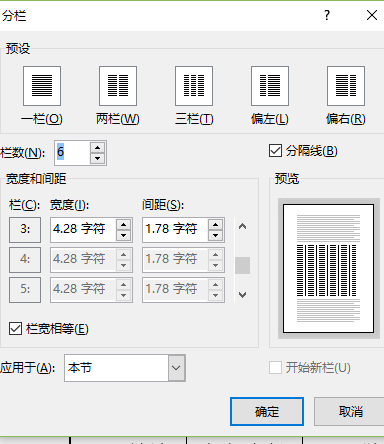 分栏
? ×
预设
一栏(O) 两栏(W) 三栏(T) 偏左(L) 偏右(R)
栏数(N): 6 分隔线(B)
宽度和间距 预览
栏(C): 宽度(I): 间距(S):
3: 4.28 字符 1.78 字符
4: 4.28 字符 1.78 字符
5: 4.28 字符 1.78 字符
栏宽相等(E)
应用于(A): 本节 开始新栏(U)
确定 取消